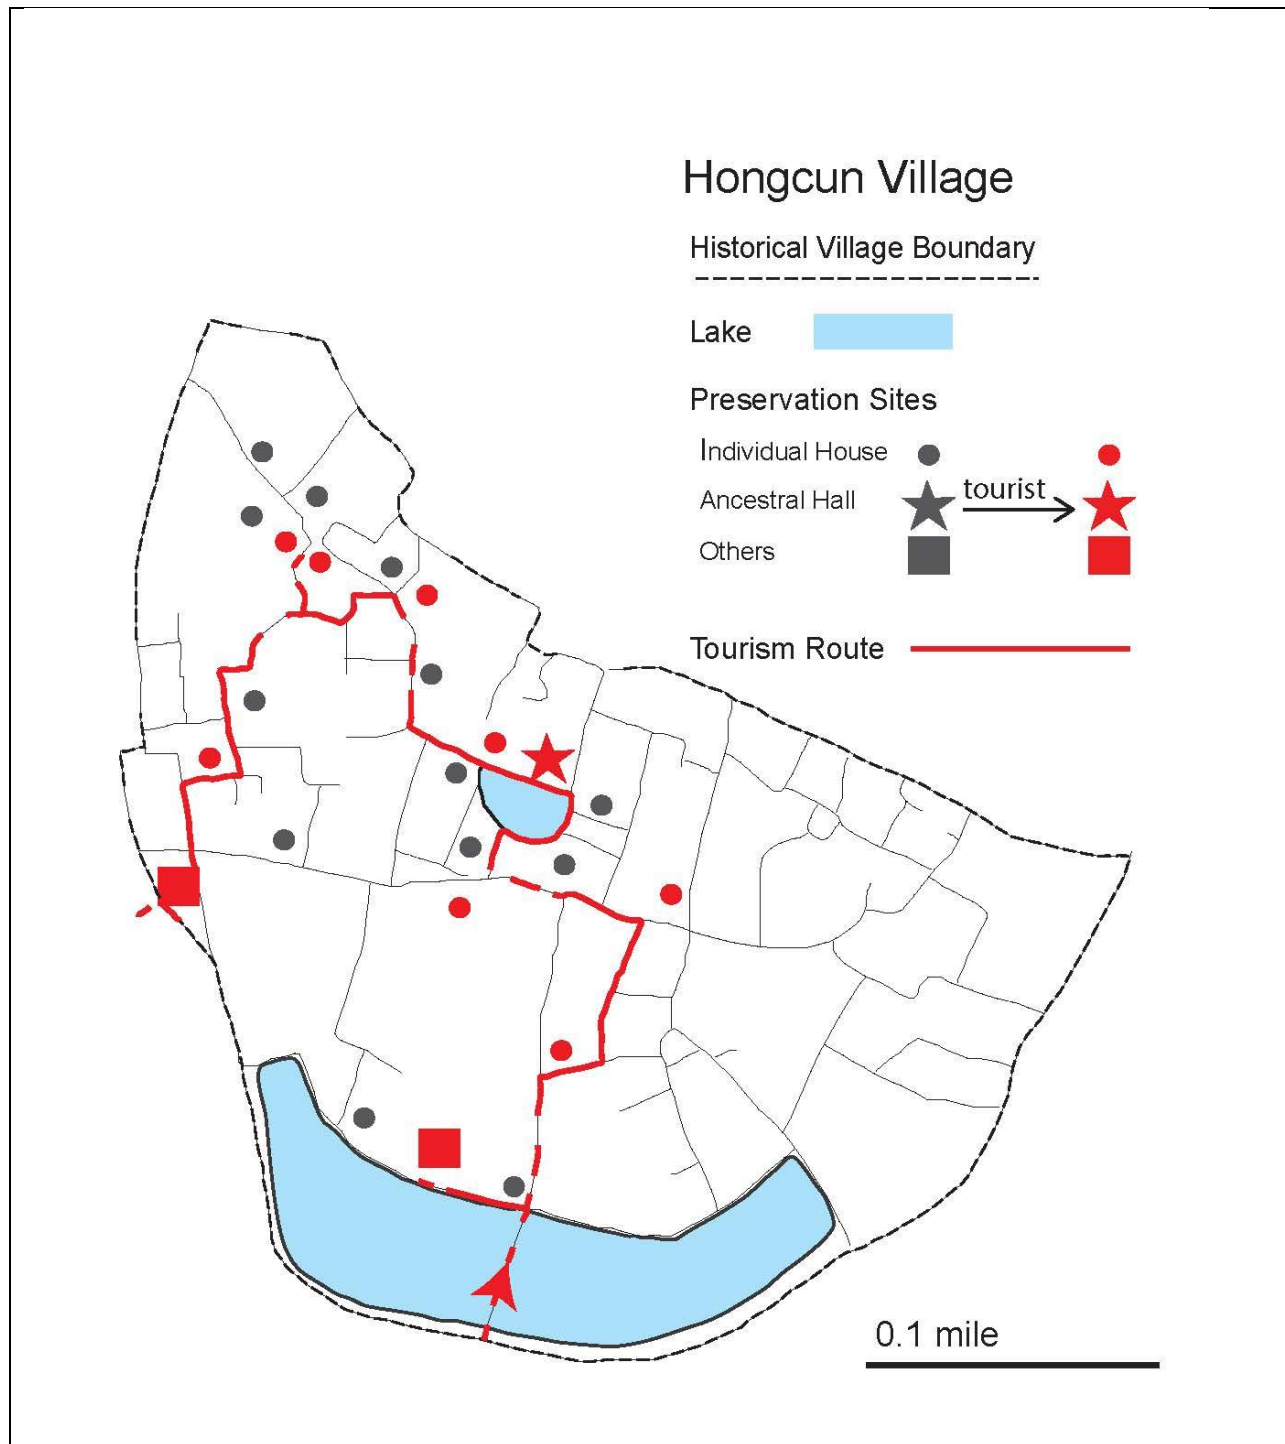 Hongcun Village
Historical Village Boundary
Lake
Preservation Sites
Individual House
Ancestral Hall
tourist
Others
Tourism Route
0.1 mile